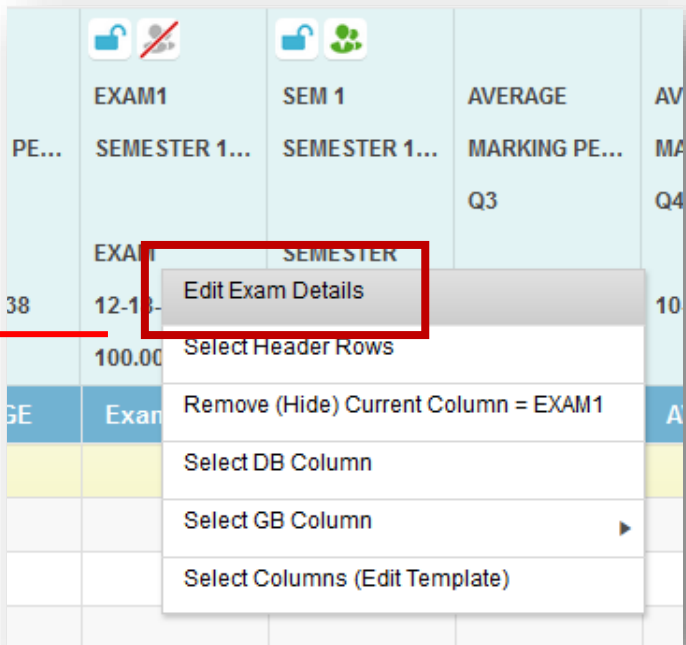 EXAM1 SEM 1 AVERAGE AV
PE... SEMESTER 1... SEMESTER 1... MARKING PE... MA
Q3 Q4
EXAM SEMESTER
Edit Exam Details
38 12-18- 10
Select Header Rows
100.00
Remove (Hide) Current Column = EXAM1
GE Exam A
Select DB Column
Select GB Column
Select Columns (Edit Template)